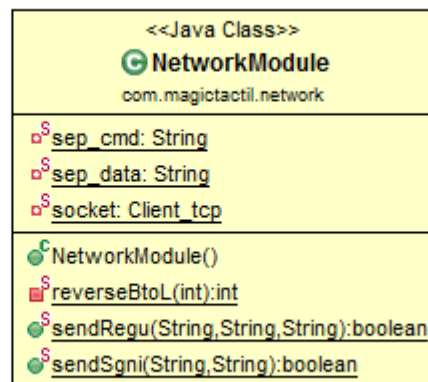 <<Java Class>>
C NetworkModule
com.magictactil.network
S sep_cmd: String
S sep_data: String
S socket: Client_tcp
C NetworkModule()
S reverseBtoL(int):int
S sendRegu(String,String,String):boolean
S sendSgni(String,String):boolean